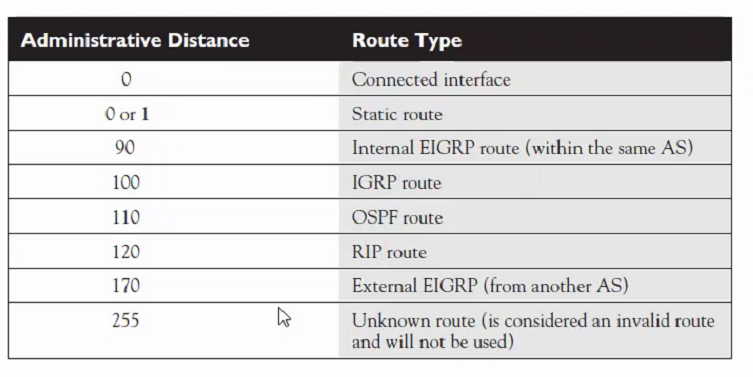 Administrative Distance Route Type
0 Connected interface
0 or 1 Static route
90 Internal EIGRP route (within the same AS)
100 IGRP route
110 OSPF route
120 RIP route
170 External EIGRP (from another AS)
255 Unknown route (is considered an invalid route
and will not be used)